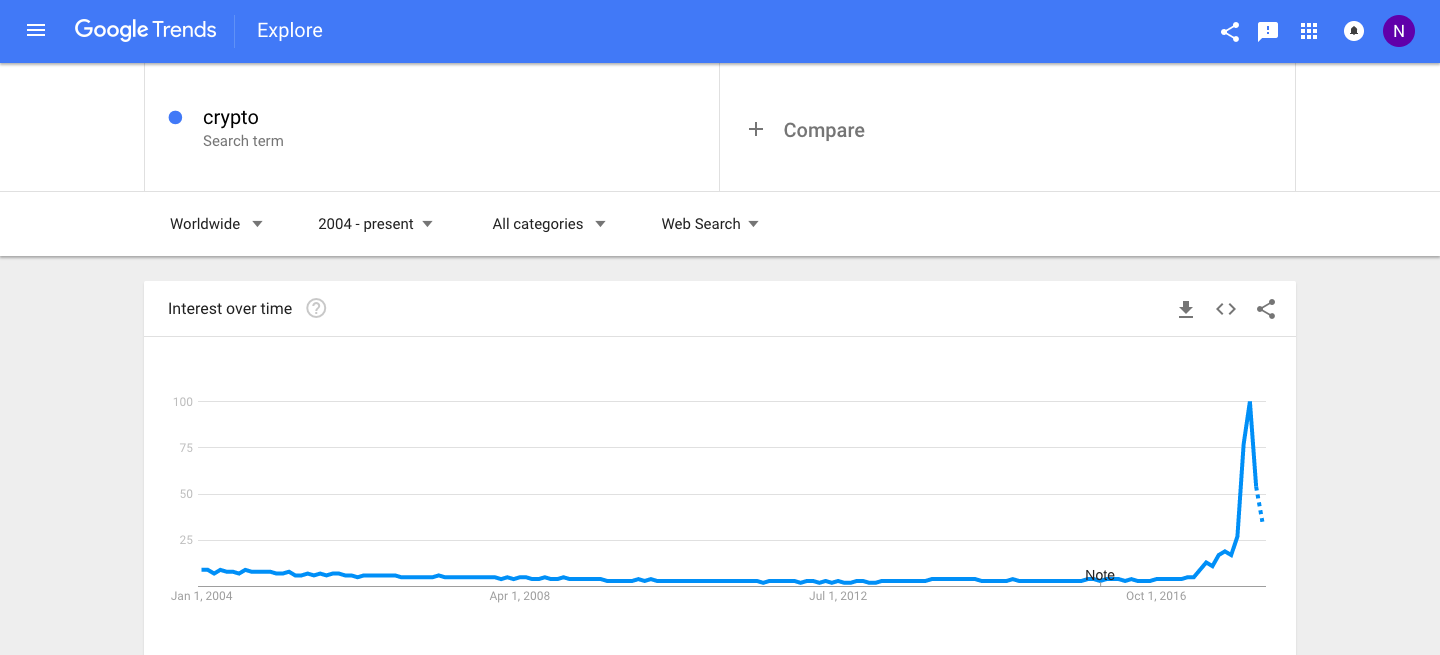 Google Trends Explore N
crypto
Search term
+ Compare
Worldwide 2004 - present All categories Web Search
Interest over time ?
100
75
50
25
Note
Jan 1, 2004 Apr 1, 2008 Jul 1, 2012 Oct 1, 2016